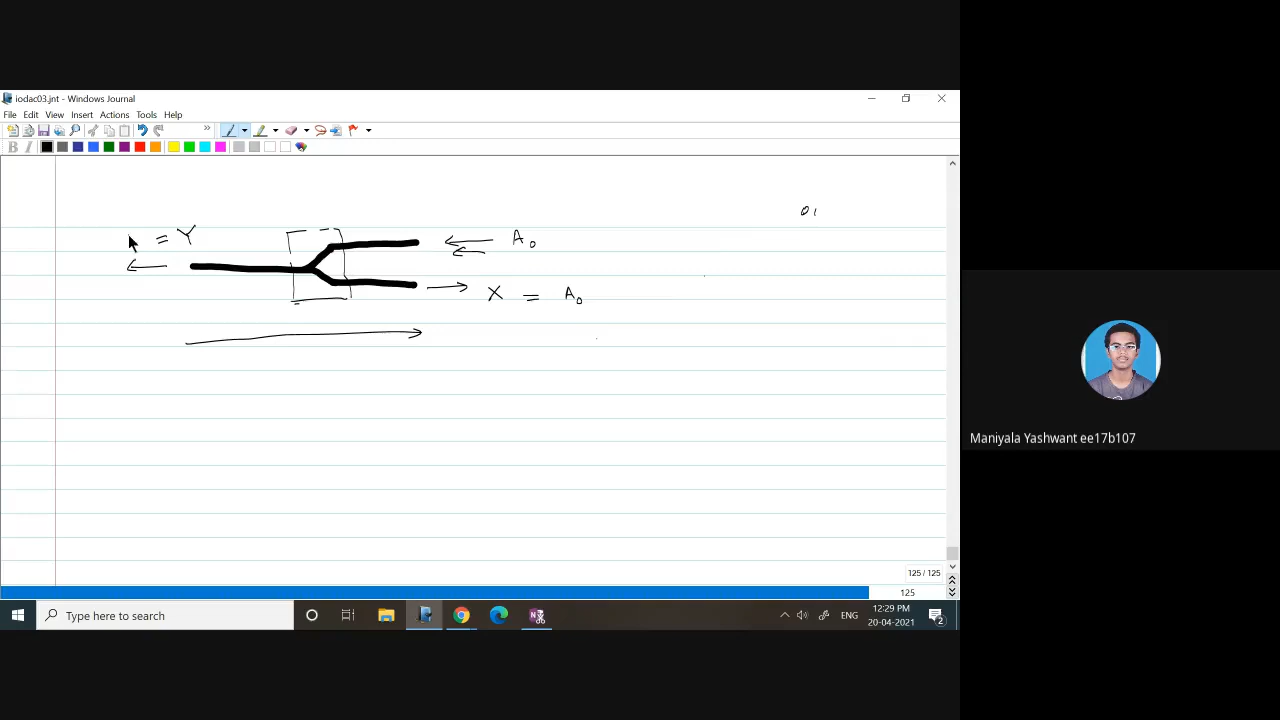 iodac03.jnt - Windows Journal
File Edit View Insert Actions Tools Help
B I
= Y
A0
X = A0
125 / 125
125
Maniyala Yashwant ee17b107
Type here to search
ENG
12:29 PM
20-04-2021
2